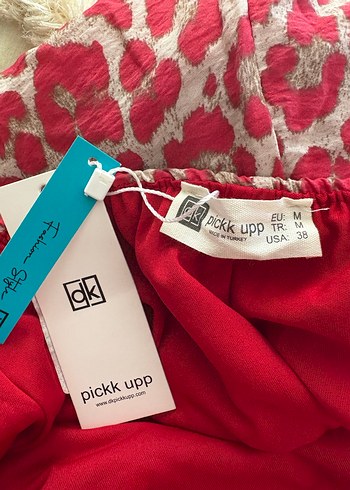 Fashion Style
dk
pickk upp
www.dkpickkupp.com
dk
pickk upp
MADE IN TURKEY
EU: M
TR: M
USA: 38